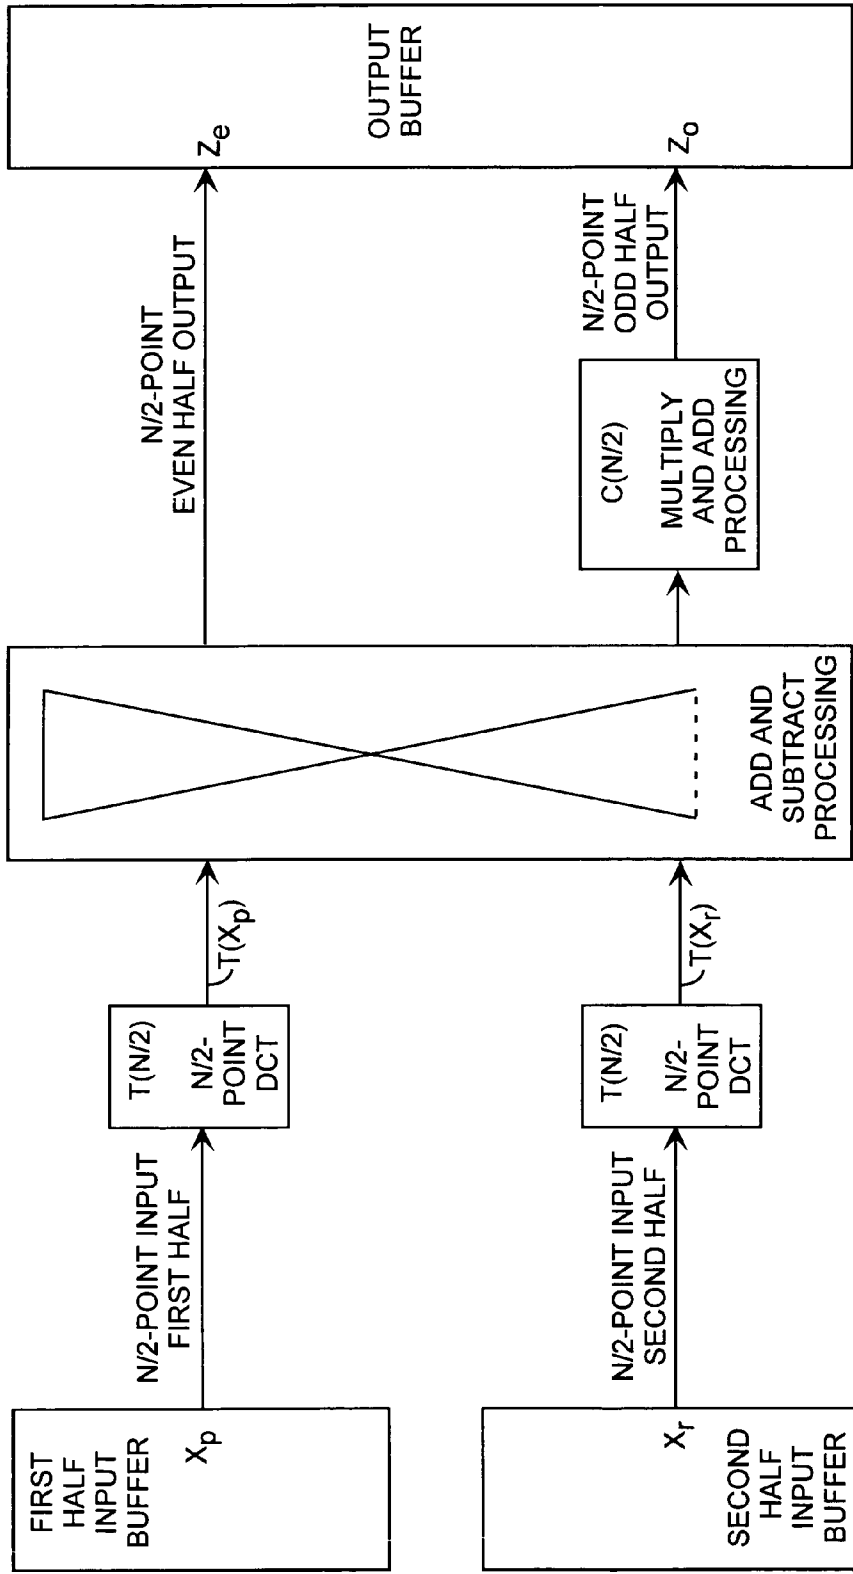 FIRST
HALF
INPUT
BUFFER
Xp
N/2-POINT INPUT
FIRST HALF
T(N/2)
N/2-
POINT
DCT
T(Xp)
SECOND
HALF
INPUT
BUFFER
Xr
N/2-POINT INPUT
SECOND HALF
T(N/2)
N/2-
POINT
DCT
T(Xr)
ADD AND
SUBTRACT
PROCESSING
N/2-POINT
EVEN HALF OUTPUT
C(N/2)
MULTIPLY
AND ADD
PROCESSING
N/2-POINT
ODD HALF
OUTPUT
Ze
OUTPUT
BUFFER
Zo